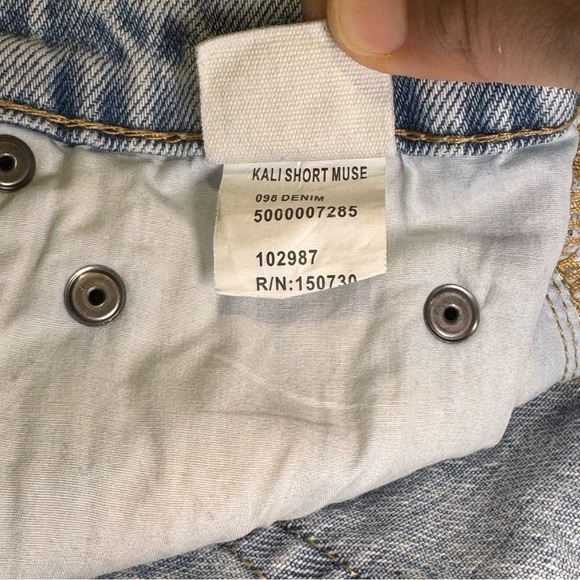 KALI SHORT MUSE
098 DENIM
5000007285
102987
R/N:150730